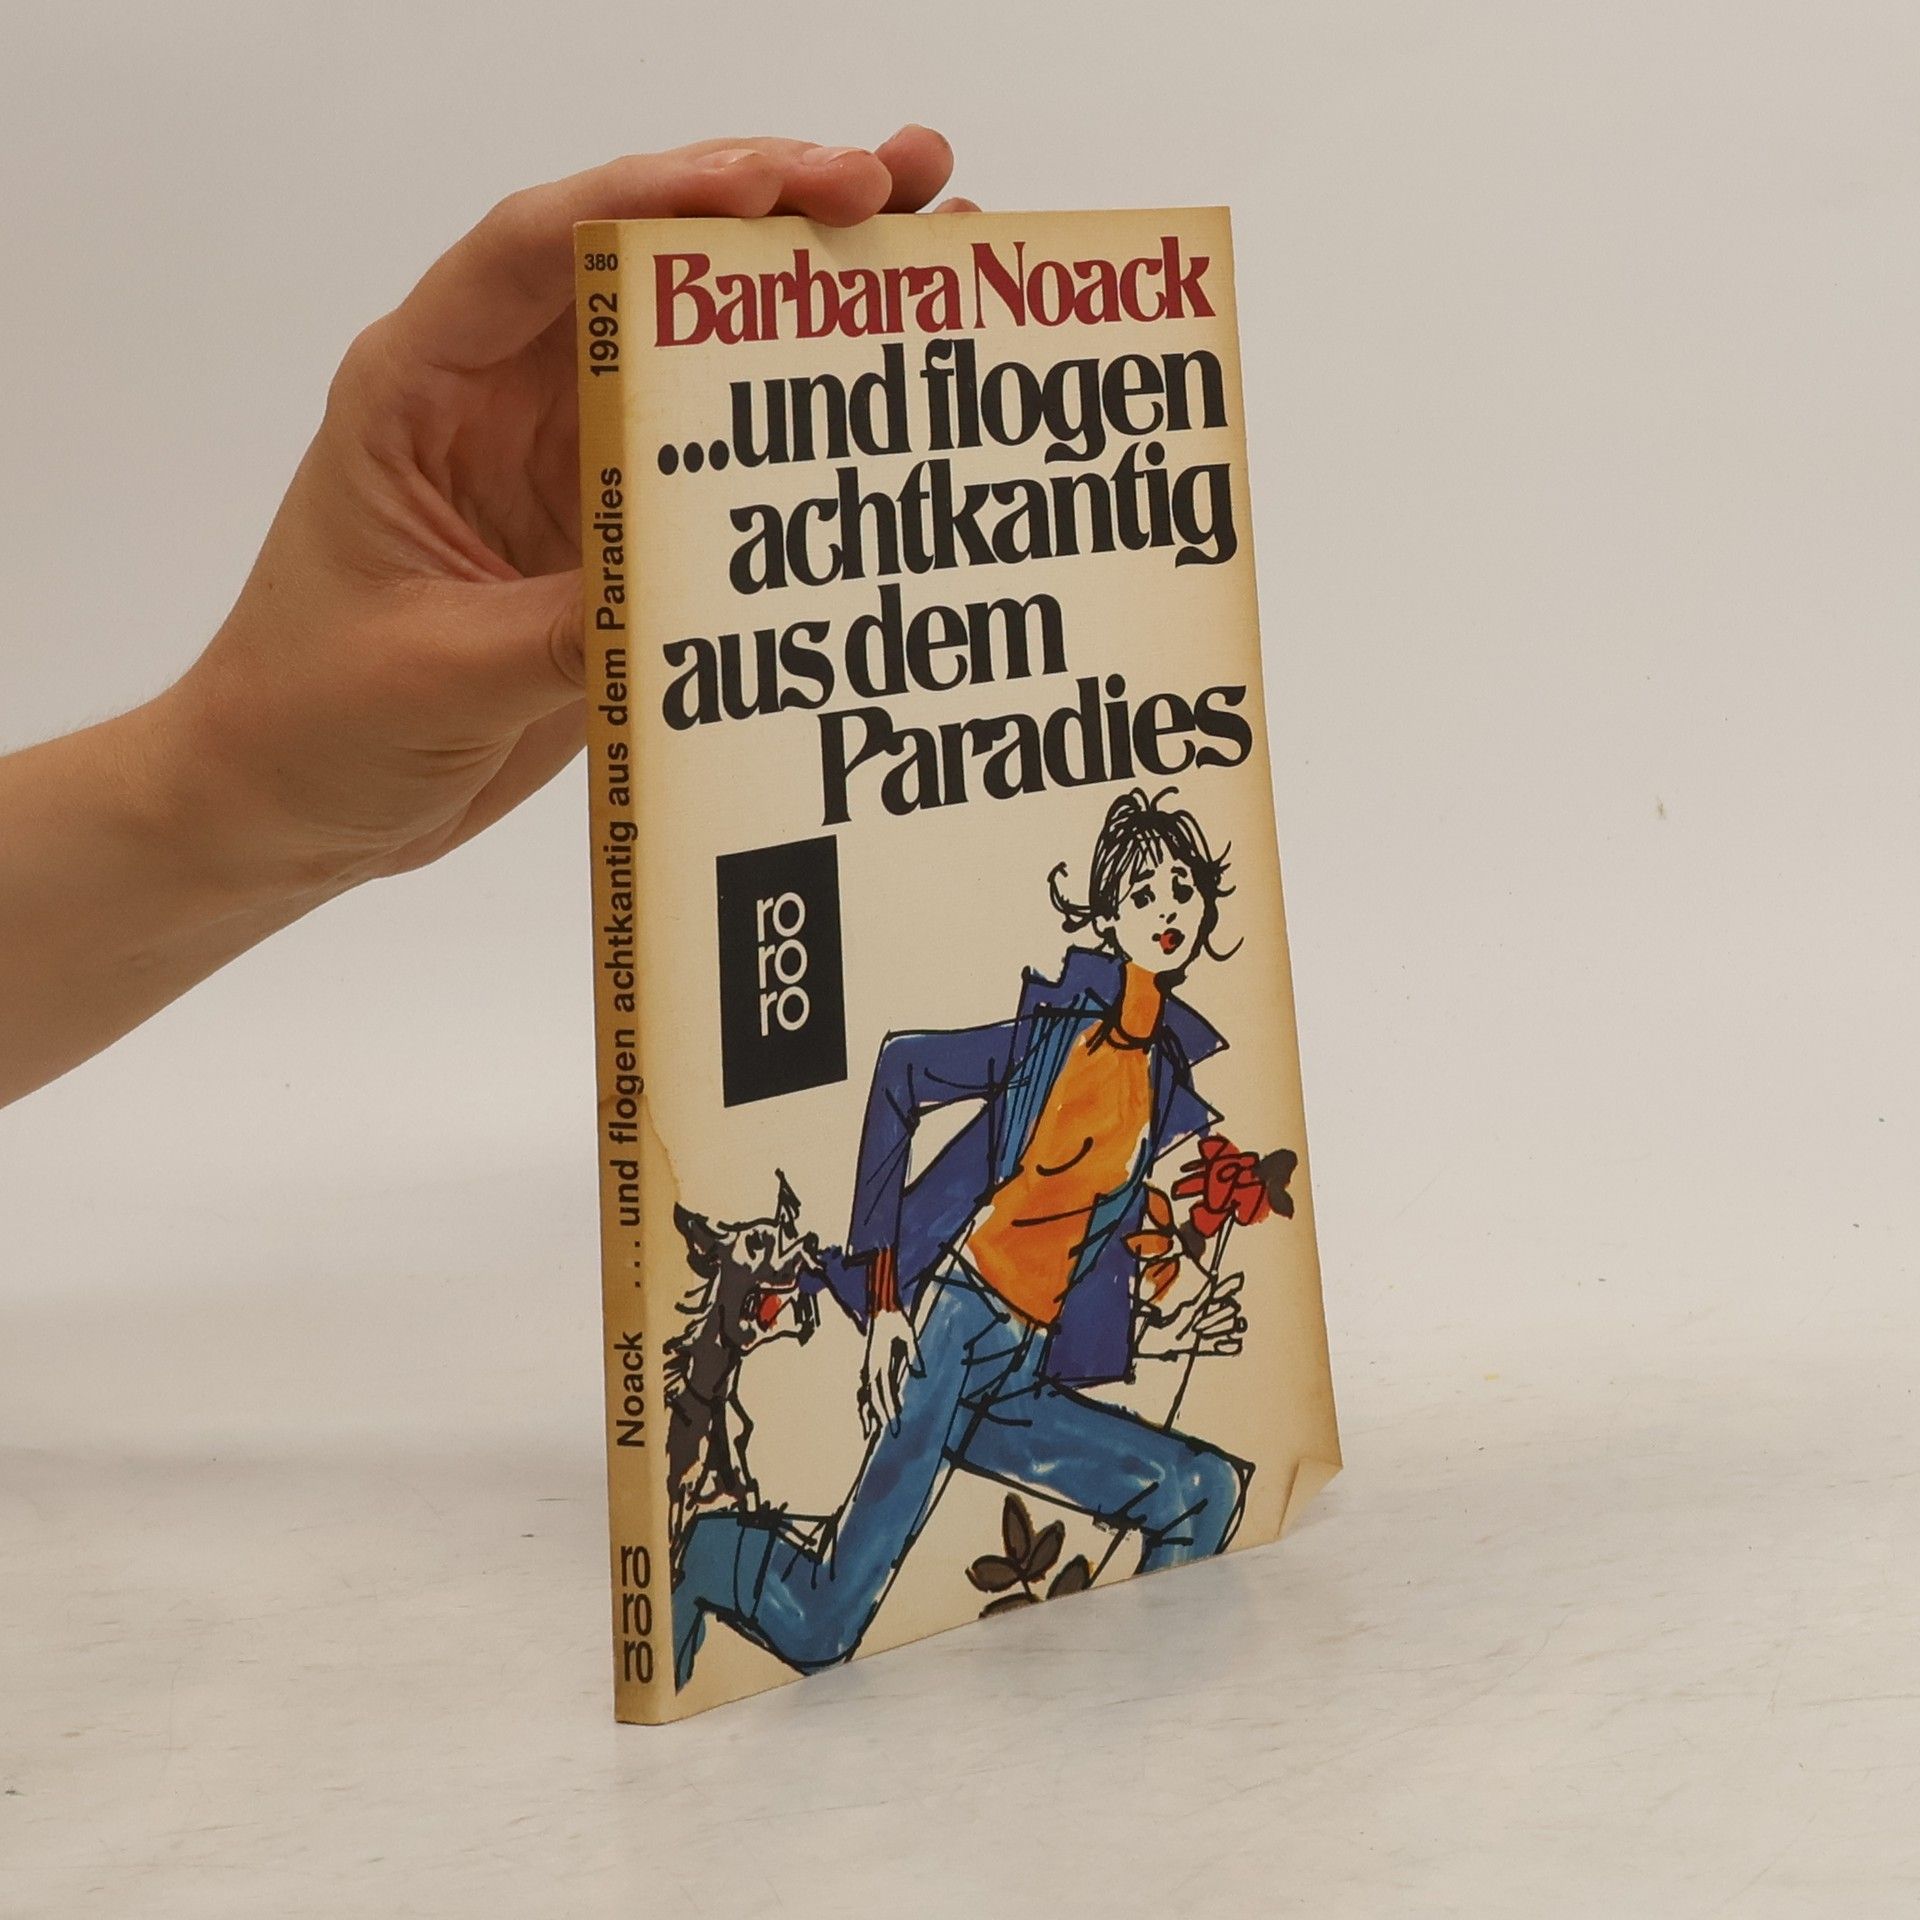 Barbara Noack
...und flogen
achtkantig
aus dem
Paradies
ro
ro
ro
380
1992
Noack ...und flogen achtkantig aus dem Paradies
ro
ro
ro